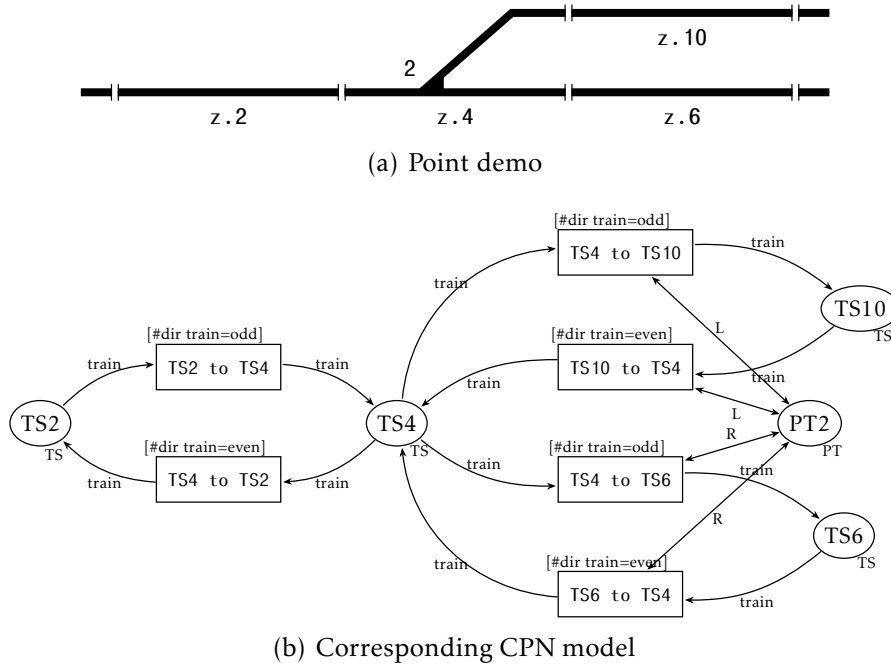 z.10
2
z.2
z.4
z.6
(a) Point demo
[#dir train=odd]
TS4 to TS10
train
train
TS10
TS
[#dir train=odd]
TS2 to TS4
train
train
L
[#dir train=even]
TS10 to TS4
train
train
TS2
TS
TS4
TS
L
PT2
PT
R
[#dir train=even]
TS4 to TS2
train
train
[#dir train=odd]
TS4 to TS6
train
train
R
TS6
TS
[#dir train=even]
TS6 to TS4
train
train
(b) Corresponding CPN model